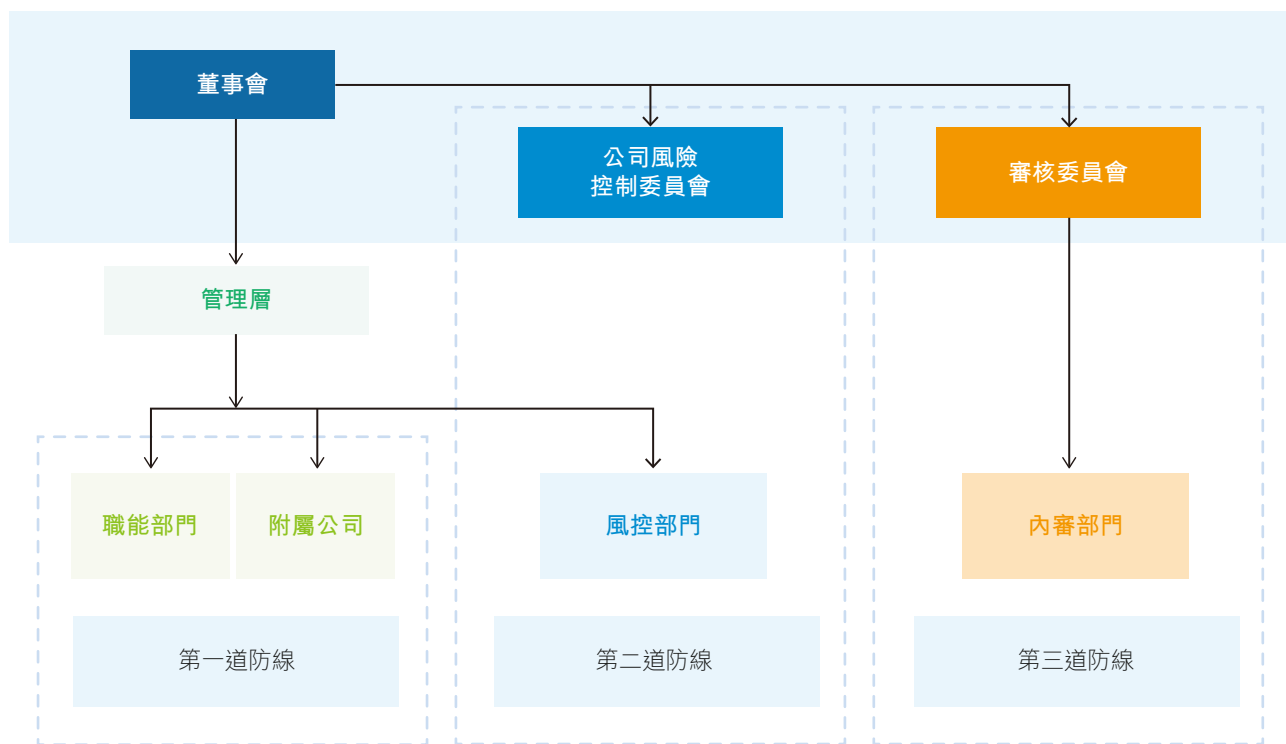 董事會
公司風險
控制委員會
審核委員會
管理層
職能部門
附屬公司
風控部門
內審部門
第一道防線
第二道防線
第三道防線